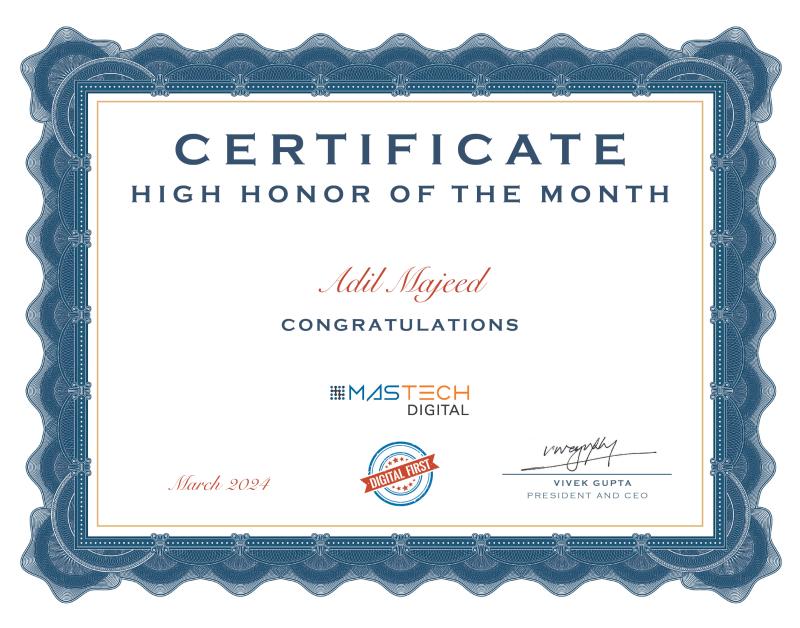 CERTIFICATE
HIGH HONOR OF THE MONTH
Adil Majeed
CONGRATULATIONS
MASTECH
DIGITAL
DIGITAL FIRST
March 2024
VIVEK GUPTA
PRESIDENT AND CEO